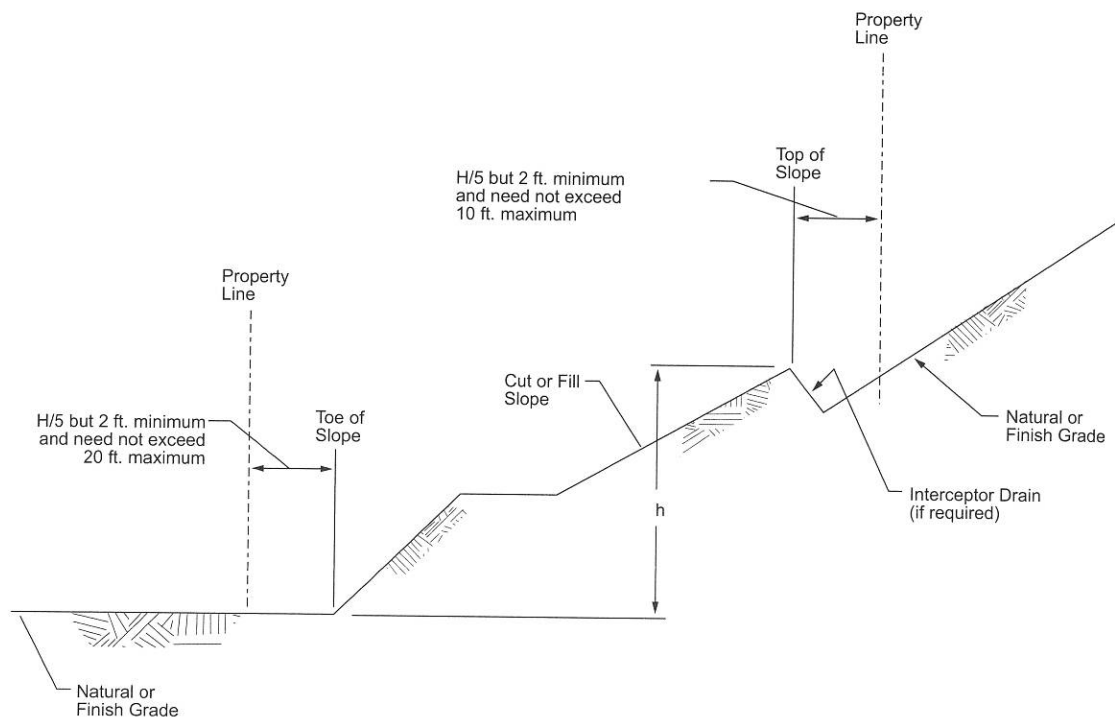 Property
Line
Top of
Slope
H/5 but 2 ft. minimum
and need not exceed
10 ft. maximum
Property
Line
Cut or Fill
Slope
H/5 but 2 ft. minimum
and need not exceed
20 ft. maximum
Toe of
Slope
Natural or
Finish Grade
h
Interceptor Drain
(if required)
Natural or
Finish Grade